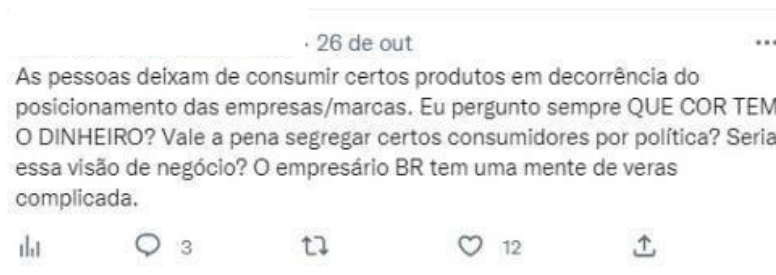 · 26 de out
As pessoas deixam de consumir certos produtos em decorrência do
posicionamento das empresas/marcas. Eu pergunto sempre QUE COR TEM
O DINHEIRO? Vale a pena segregar certos consumidores por política? Seria
essa visão de negócio? O empresário BR tem uma mente de veras
complicada.
3 12